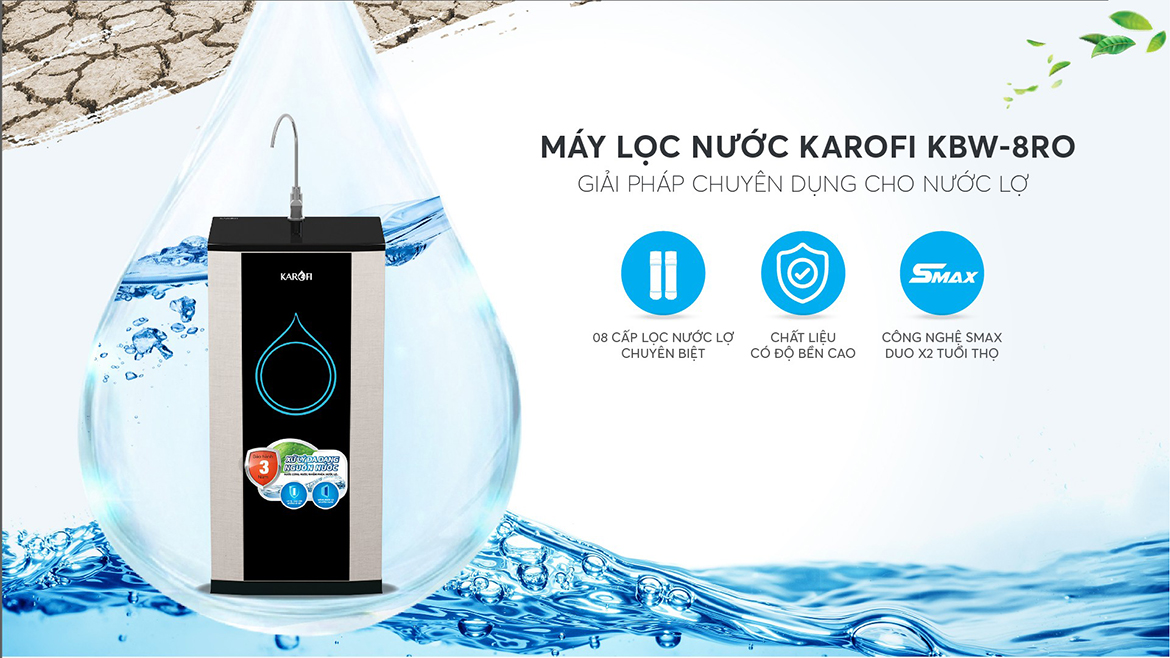 MÁY LỌC NƯỚC KAROFI KBW-8RO
GIẢI PHÁP CHUYÊN DỤNG CHO NƯỚC LỢ
SMAX
08 CẤP LỌC NƯỚC LỢ
CHUYÊN BIỆT
CHẤT LIỆU
CÓ ĐỘ BỀN CAO
CÔNG NGHỆ SMAX
DUO X2 TUỔI THỌ
KAROFI
3
XỬ LÝ ĐA DẠNG
NGUỒN NƯỚC